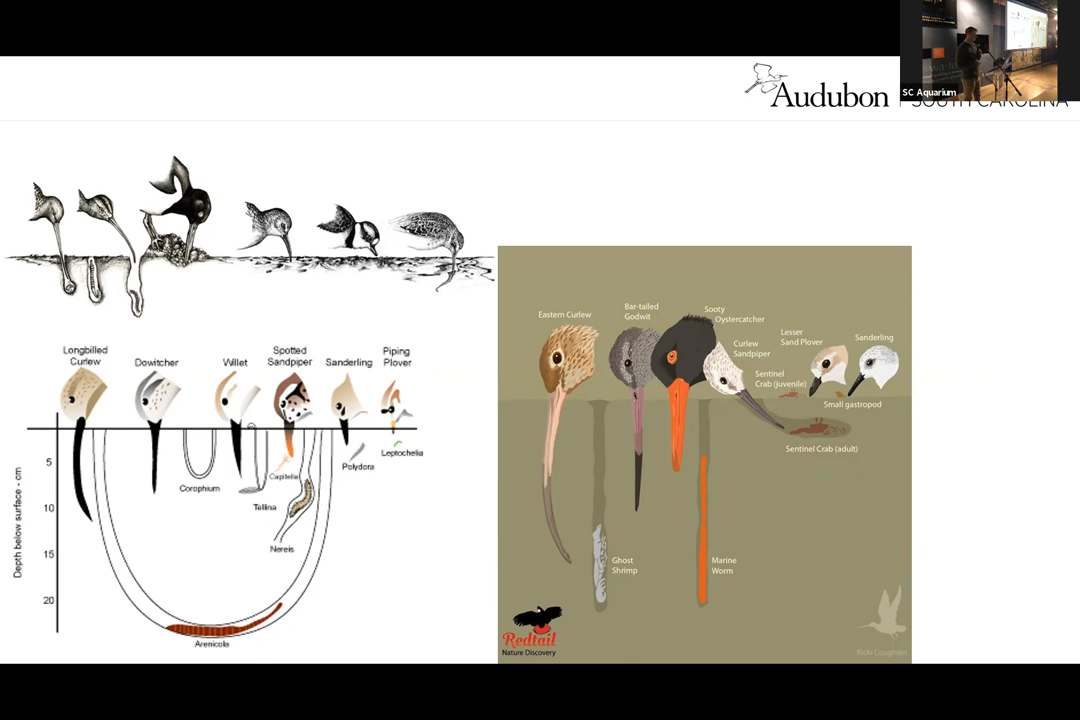 SC Aquarium
Audubon
SOUTH CAROLINA
Eastern Curlew
Bar-tailed
Godwit
Sooty
Oystercatcher
Curlew
Sandpiper
Lesser
Sand Plover
Sanderling
Sentinel
Crab (juvenile)
Small gastropod
Sentinel Crab (adult)
Ghost
Shrimp
Marine
Worm
Redtail
Nature Discovery
Ricki Coughlan
Longbilled
Curlew
Dowitcher
Willet
Spotted
Sandpiper
Sanderling
Piping
Plover
Depth below surface - cm
5
10
15
20
Corophium
Capitella
Polydora
Leptochelia
Tellina
Nereis
Arenicola